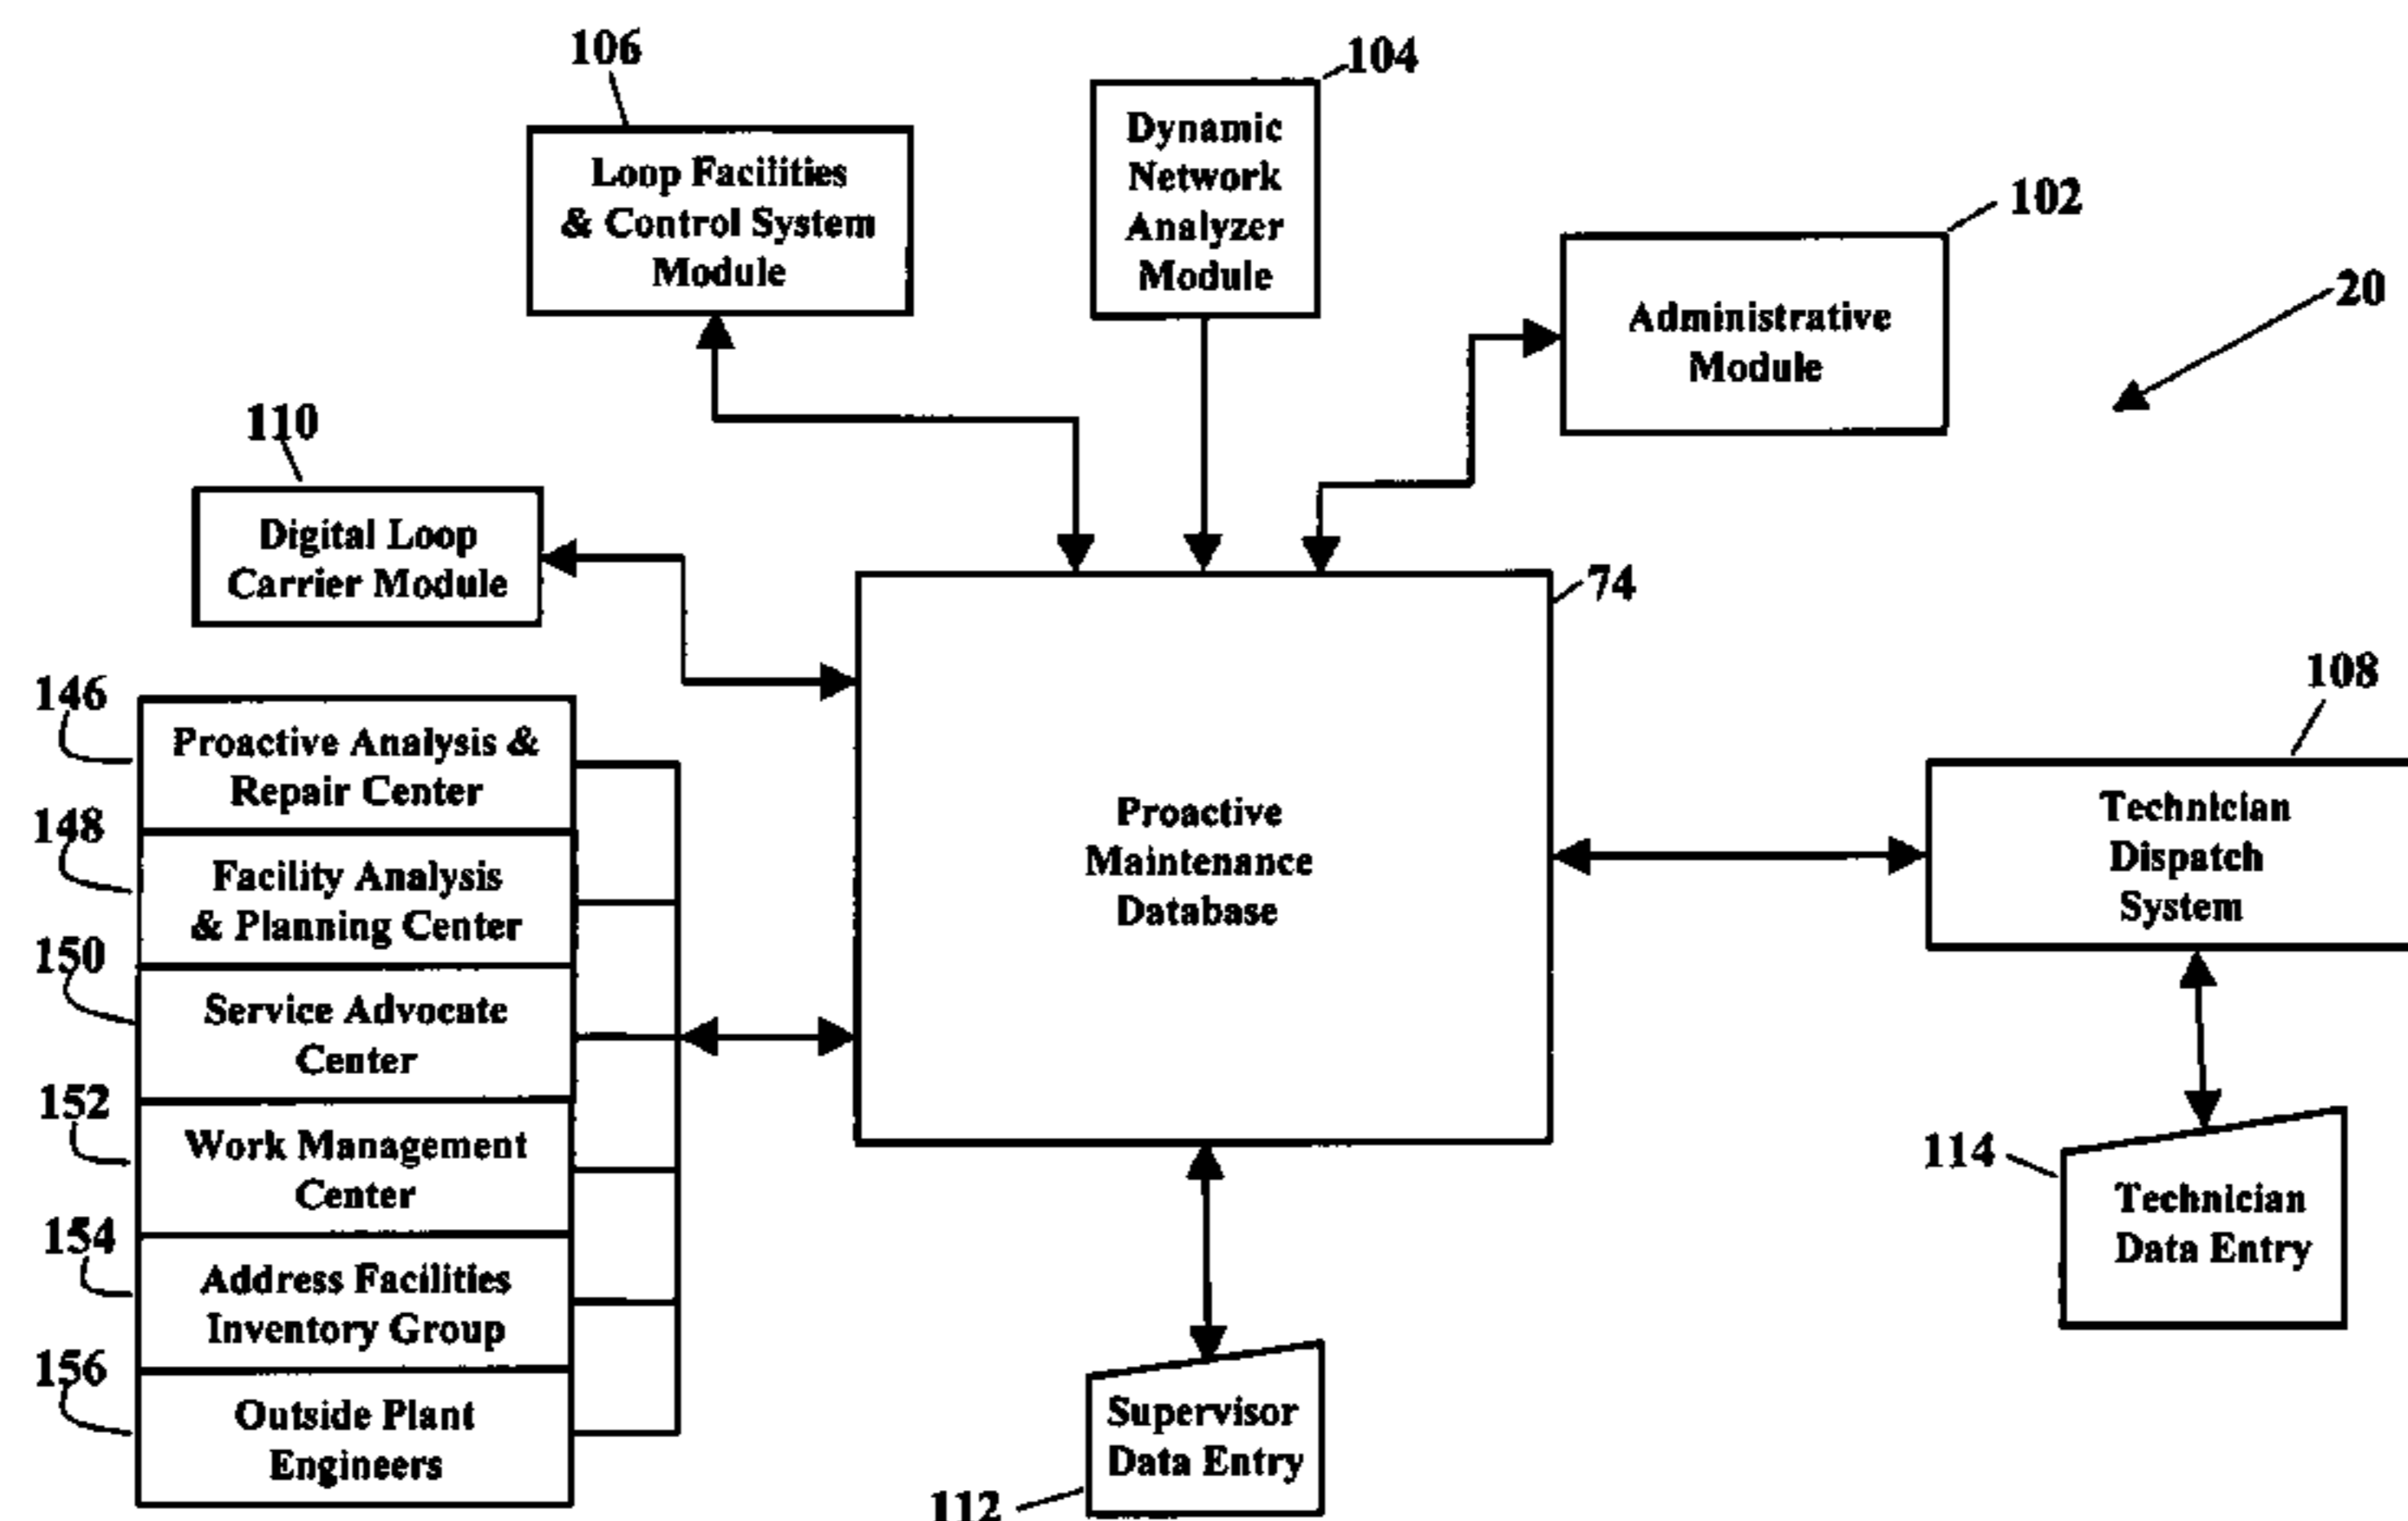 106
104
Dynamic
Network
Analyzer
Module
Loop Facilities
& Control System
Module
102
Administrative
Module
20
110
Digital Loop
Carrier Module
74
Proactive
Maintenance
Database
108
Technician
Dispatch
System
146
Proactive Analysis &
Repair Center
148
Facility Analysis
& Planning Center
150
Service Advocate
Center
152
Work Management
Center
154
Address Facilities
Inventory Group
156
Outside Plant
Engineers
114
Technician
Data Entry
Supervisor
Data Entry
112